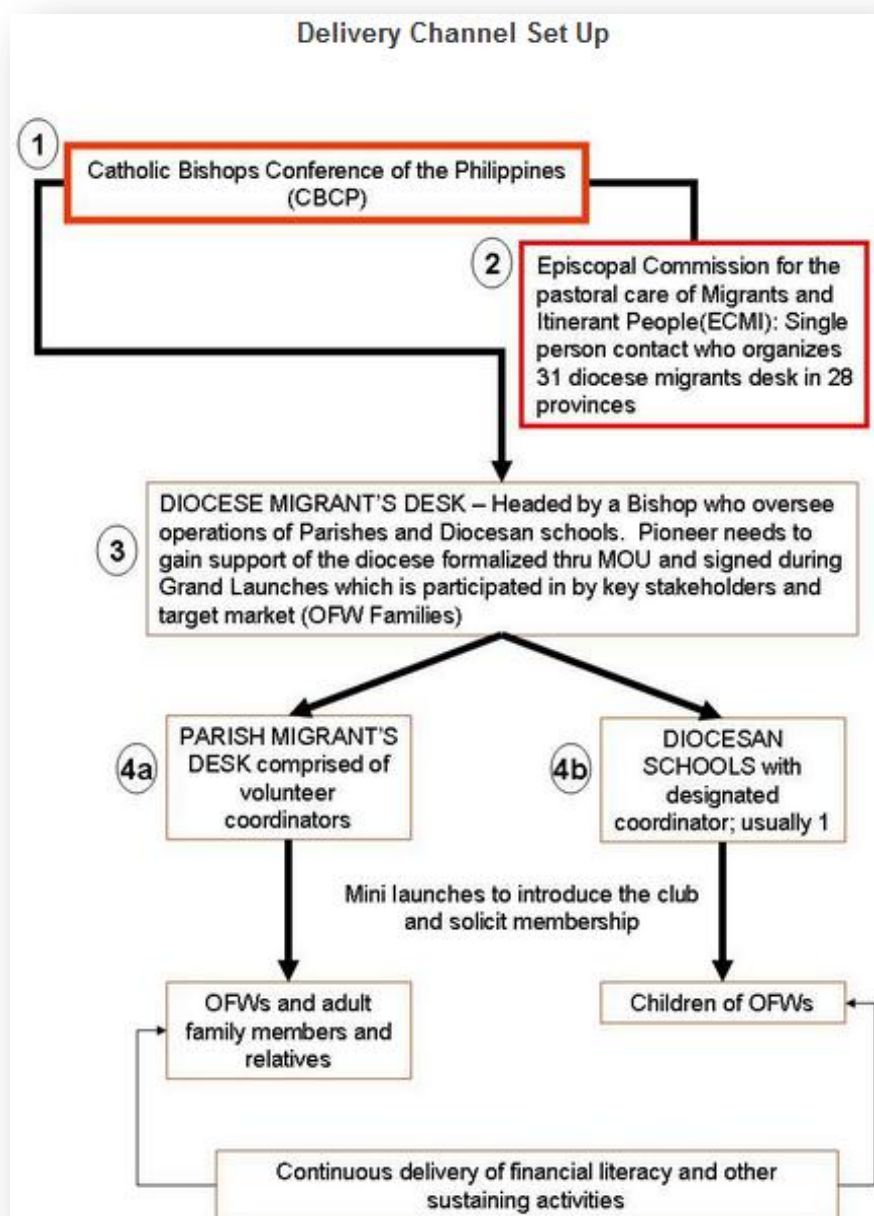 Delivery Channel Set Up
1
Catholic Bishops Conference of the Philippines
(CBCP)
2
Episcopal Commission for the
pastoral care of Migrants and
Itinerant People(ECMI): Single
person contact who organizes
31 diocese migrants desk in 28
provinces
3
DIOCESE MIGRANT'S DESK – Headed by a Bishop who oversee
operations of Parishes and Diocesan schools. Pioneer needs to
gain support of the diocese formalized thru MOU and signed during
Grand Launches which is participated in by key stakeholders and
target market (OFW Families)
4a
PARISH MIGRANT'S
DESK comprised of
volunteer
coordinators
4b
DIOCESAN
SCHOOLS with
designated
coordinator; usually 1
Mini launches to introduce the club
and solicit membership
OFWs and adult
family members and
relatives
Children of OFWs
Continuous delivery of financial literacy and other
sustaining activities